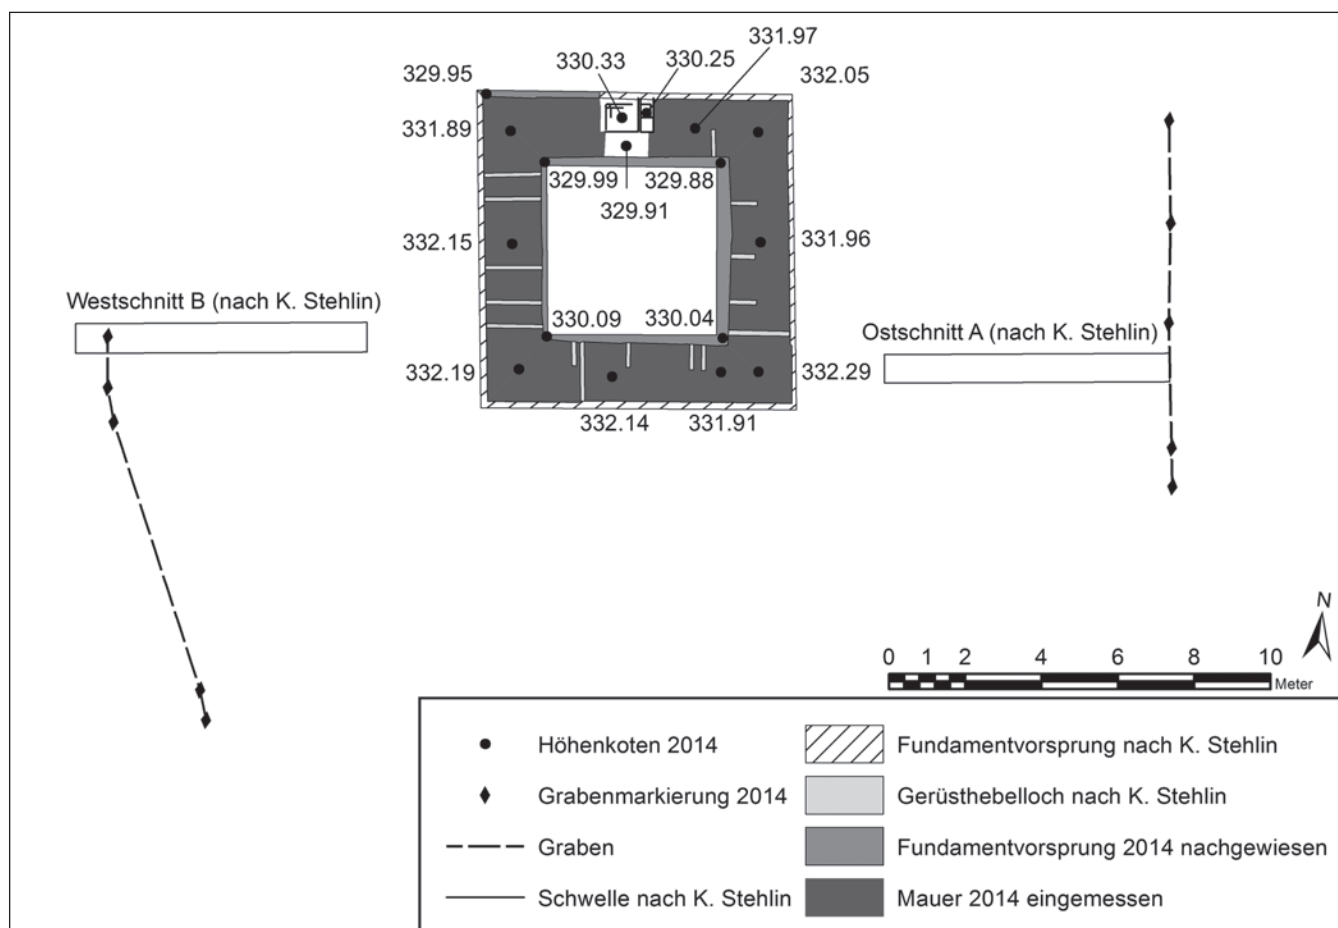 331.97
330.33
330.25
329.95
332.05
331.89
329.99
329.88
329.91
332.15
331.96
Westschnitt B (nach K. Stehlin)
330.09
330.04
Ostschnitt A (nach K. Stehlin)
332.19
332.29
332.14
331.91
N
0 1 2 4 6 8 10
Meter
Höhenkoten 2014
Grabenmarkierung 2014
Graben
Schwelle nach K. Stehlin
Fundamentvorsprung nach K. Stehlin
Gerüsthebelloch nach K. Stehlin
Fundamentvorsprung 2014 nachgewiesen
Mauer 2014 eingemessen